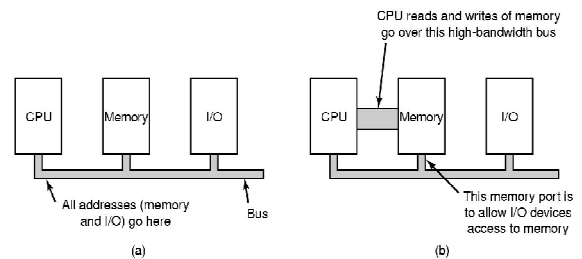 CPU reads and writes of memory
go over this high-bandwidth bus
CPU
Memory
I/O
All addresses (memory
and I/O) go here
Bus
(a)
CPU
Memory
I/O
This memory port is
to allow I/O devices
access to memory
(b)